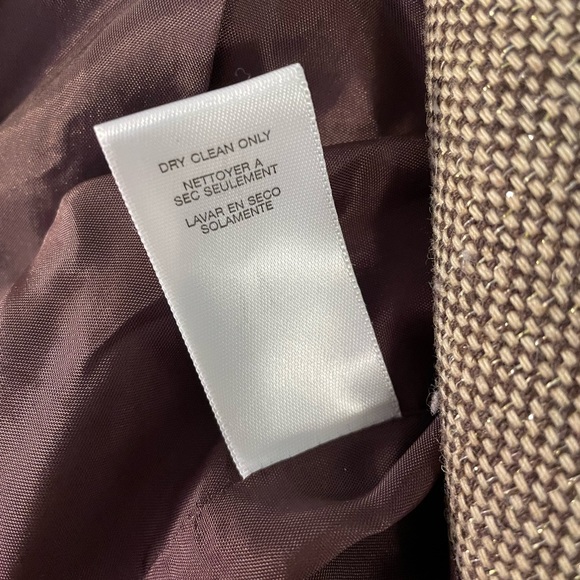 DRY CLEAN ONLY
NETTOYER A
SEC SEULEMENT
LAVAR EN SECO
SOLAMENTE